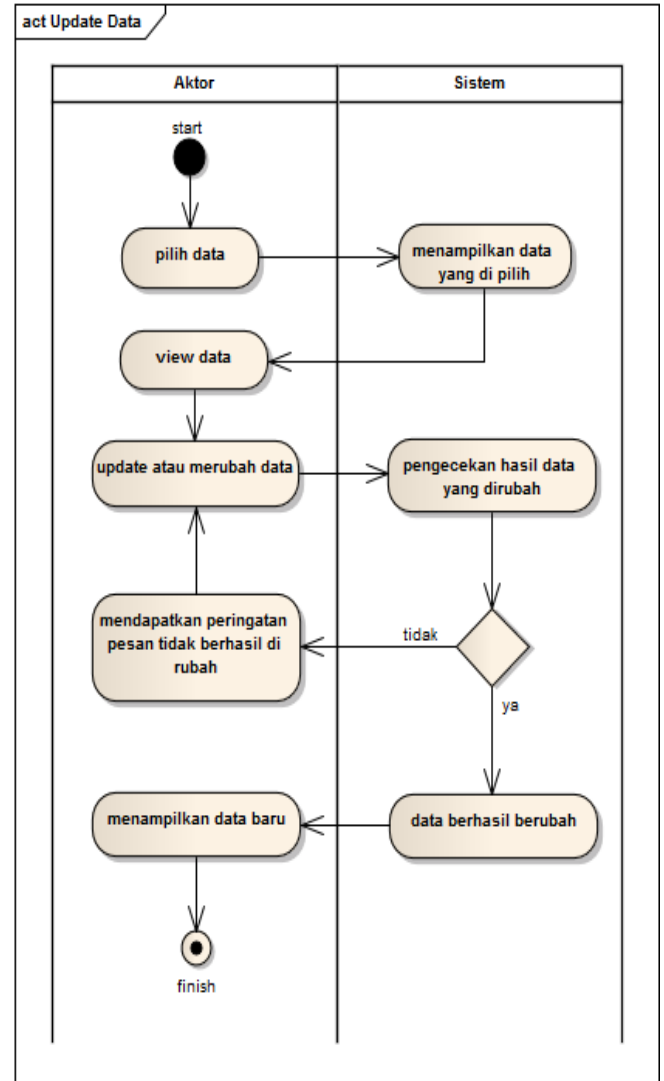 act Update Data
Aktor
Sistem
start
pilih data
menampilkan data
yang di pilih
view data
update atau merubah data
pengecekan hasil data
yang dirubah
mendapatkan peringatan
pesan tidak berhasil di
rubah
tidak
ya
menampilkan data baru
data berhasil berubah
finish